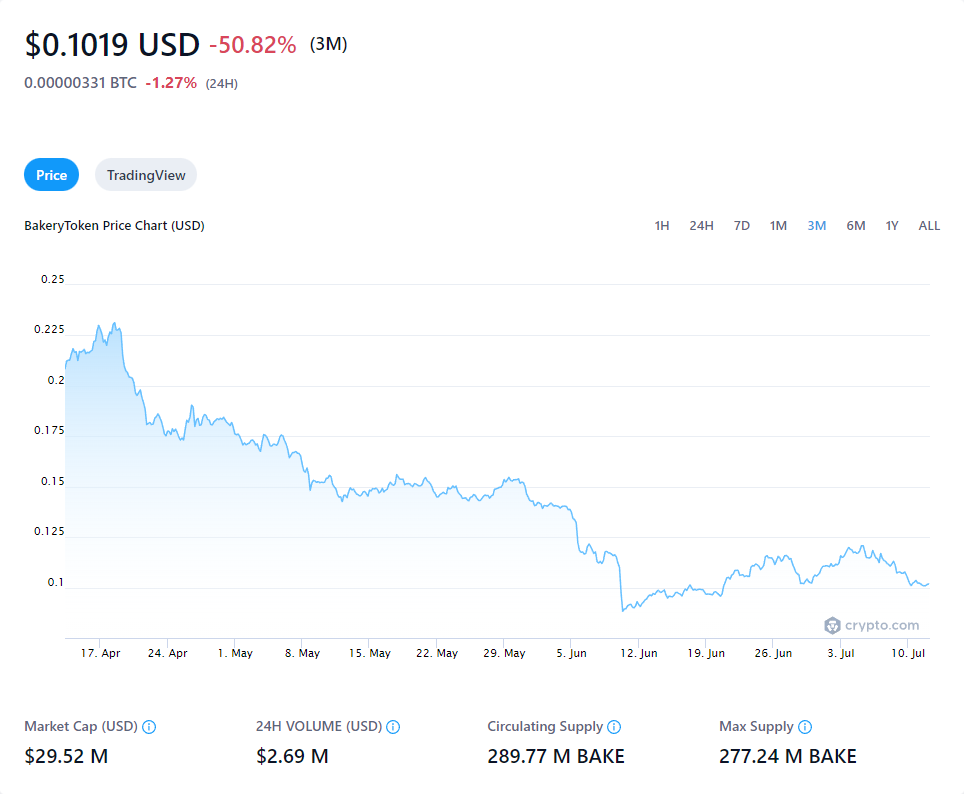 $0.1019 USD -50.82% (3M)
0.00000331 BTC -1.27% (24H)
Price TradingView
BakeryToken Price Chart (USD) 1H 24H 7D 1M 3M 6M 1Y ALL
0.25
0.225
0.2
0.175
0.15
0.125
0.1
crypto.com
17. Apr 24. Apr 1. May 8. May 15. May 22. May 29. May 5. Jun 12. Jun 19. Jun 26. Jun 3. Jul 10. Jul
Market Cap (USD) 24H VOLUME (USD) Circulating Supply Max Supply
$29.52 M $2.69 M 289.77 M BAKE 277.24 M BAKE